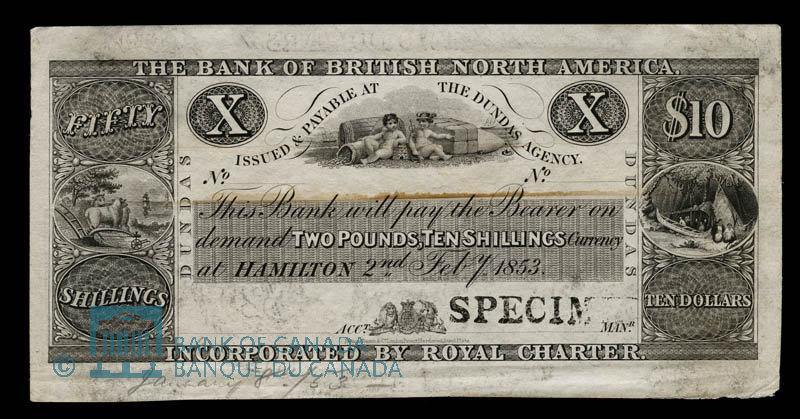 THE BANK OF BRITISH NORTH AMERICA.
FIFTY
X
ISSUED & PAYABLE AT
THE DUNDAS AGENCY.
X
$10
DUNDAS
No
No
DUNDAS
This Bank will pay the Bearer on
demand TWO POUNDS, TEN SHILLINGS Currency
at HAMILTON 2nd Feby 1853.
SHILLINGS
ACCT
SPECIM
MANR
TEN DOLLARS
INCORPORATED BY ROYAL CHARTER.
© BANK OF CANADA
BANQUE DU CANADA
January